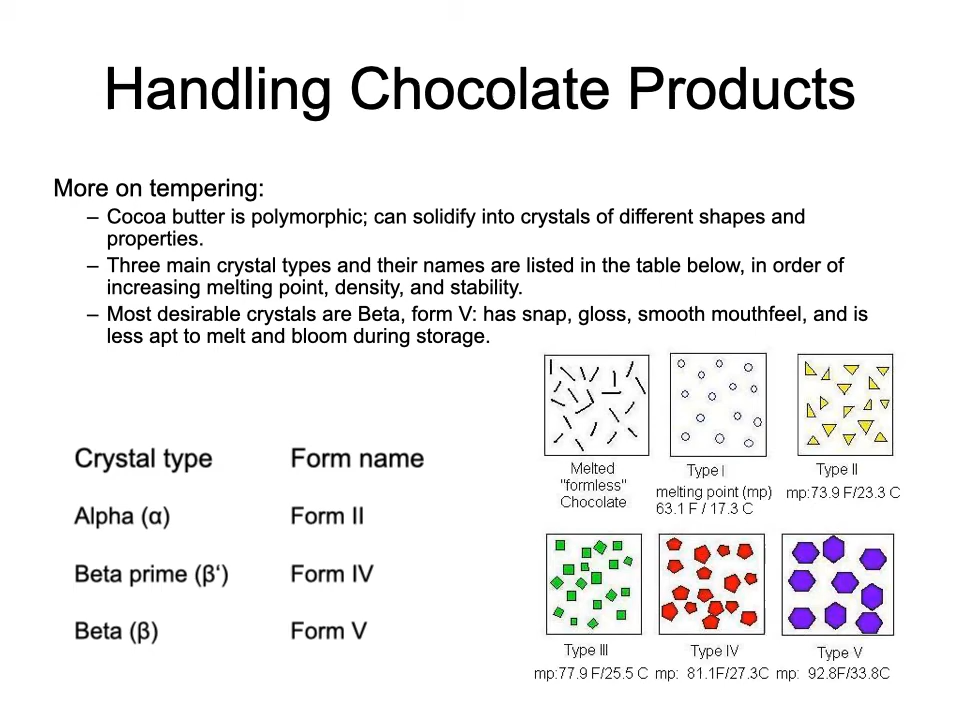 Handling Chocolate Products
More on tempering:
– Cocoa butter is polymorphic; can solidify into crystals of different shapes and
properties.
– Three main crystal types and their names are listed in the table below, in order of
increasing melting point, density, and stability.
– Most desirable crystals are Beta, form V: has snap, gloss, smooth mouthfeel, and is
less apt to melt and bloom during storage.
Crystal type Form name
Alpha (α) Form II
Beta prime (β‘) Form IV
Beta (β) Form V
Melted
"formless"
Chocolate
Type I
melting point (mp)
63.1 F / 17.3 C
Type II
mp:73.9 F/23.3 C
Type III
mp:77.9 F/25.5 C
Type IV
mp: 81.1F/27.3C
Type V
mp: 92.8F/33.8C